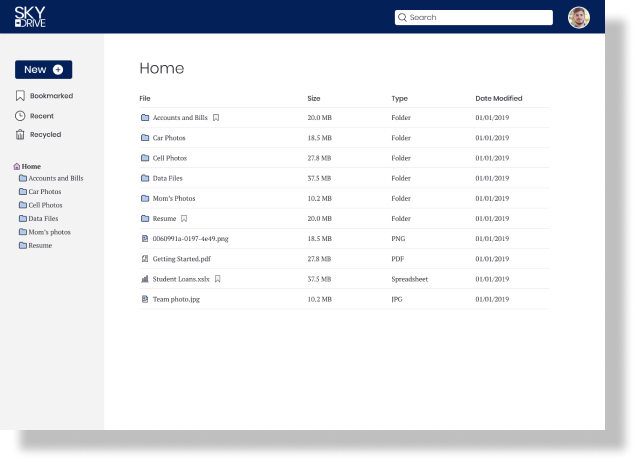 SKY
DRIVE
Search
New
Home
Bookmarked
Recent
Recycled
Home
Accounts and Bills
Car Photos
Cell Photos
Data Files
Mom's photos
Resume
File Size Type Date Modified
Accounts and Bills 20.0 MB Folder 01/01/2019
Car Photos 18.5 MB Folder 01/01/2019
Cell Photos 27.8 MB Folder 01/01/2019
Data Files 37.5 MB Folder 01/01/2019
Mom's Photos 10.2 MB Folder 01/01/2019
Resume 20.0 MB Folder 01/01/2019
0060991a-0197-4e49.png 18.5 MB PNG 01/01/2019
Getting Started.pdf 27.8 MB PDF 01/01/2019
Student Loans.xslx 37.5 MB Spreadsheet 01/01/2019
Team photo.jpg 10.2 MB JPG 01/01/2019